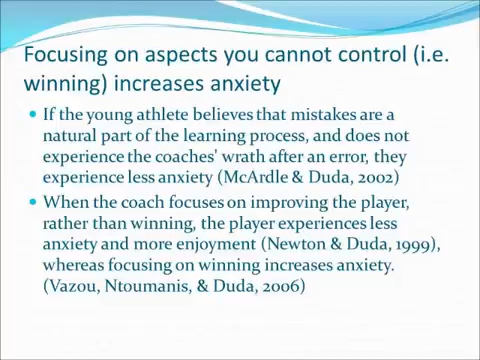 Focusing on aspects you cannot control (i.e.
winning) increases anxiety
If the young athlete believes that mistakes are a
natural part of the learning process, and does not
experience the coaches' wrath after an error, they
experience less anxiety (McArdle & Duda, 2002)
When the coach focuses on improving the player,
rather than winning, the player experiences less
anxiety and more enjoyment (Newton & Duda, 1999),
whereas focusing on winning increases anxiety.
(Vazou, Ntoumanis, & Duda, 2006)